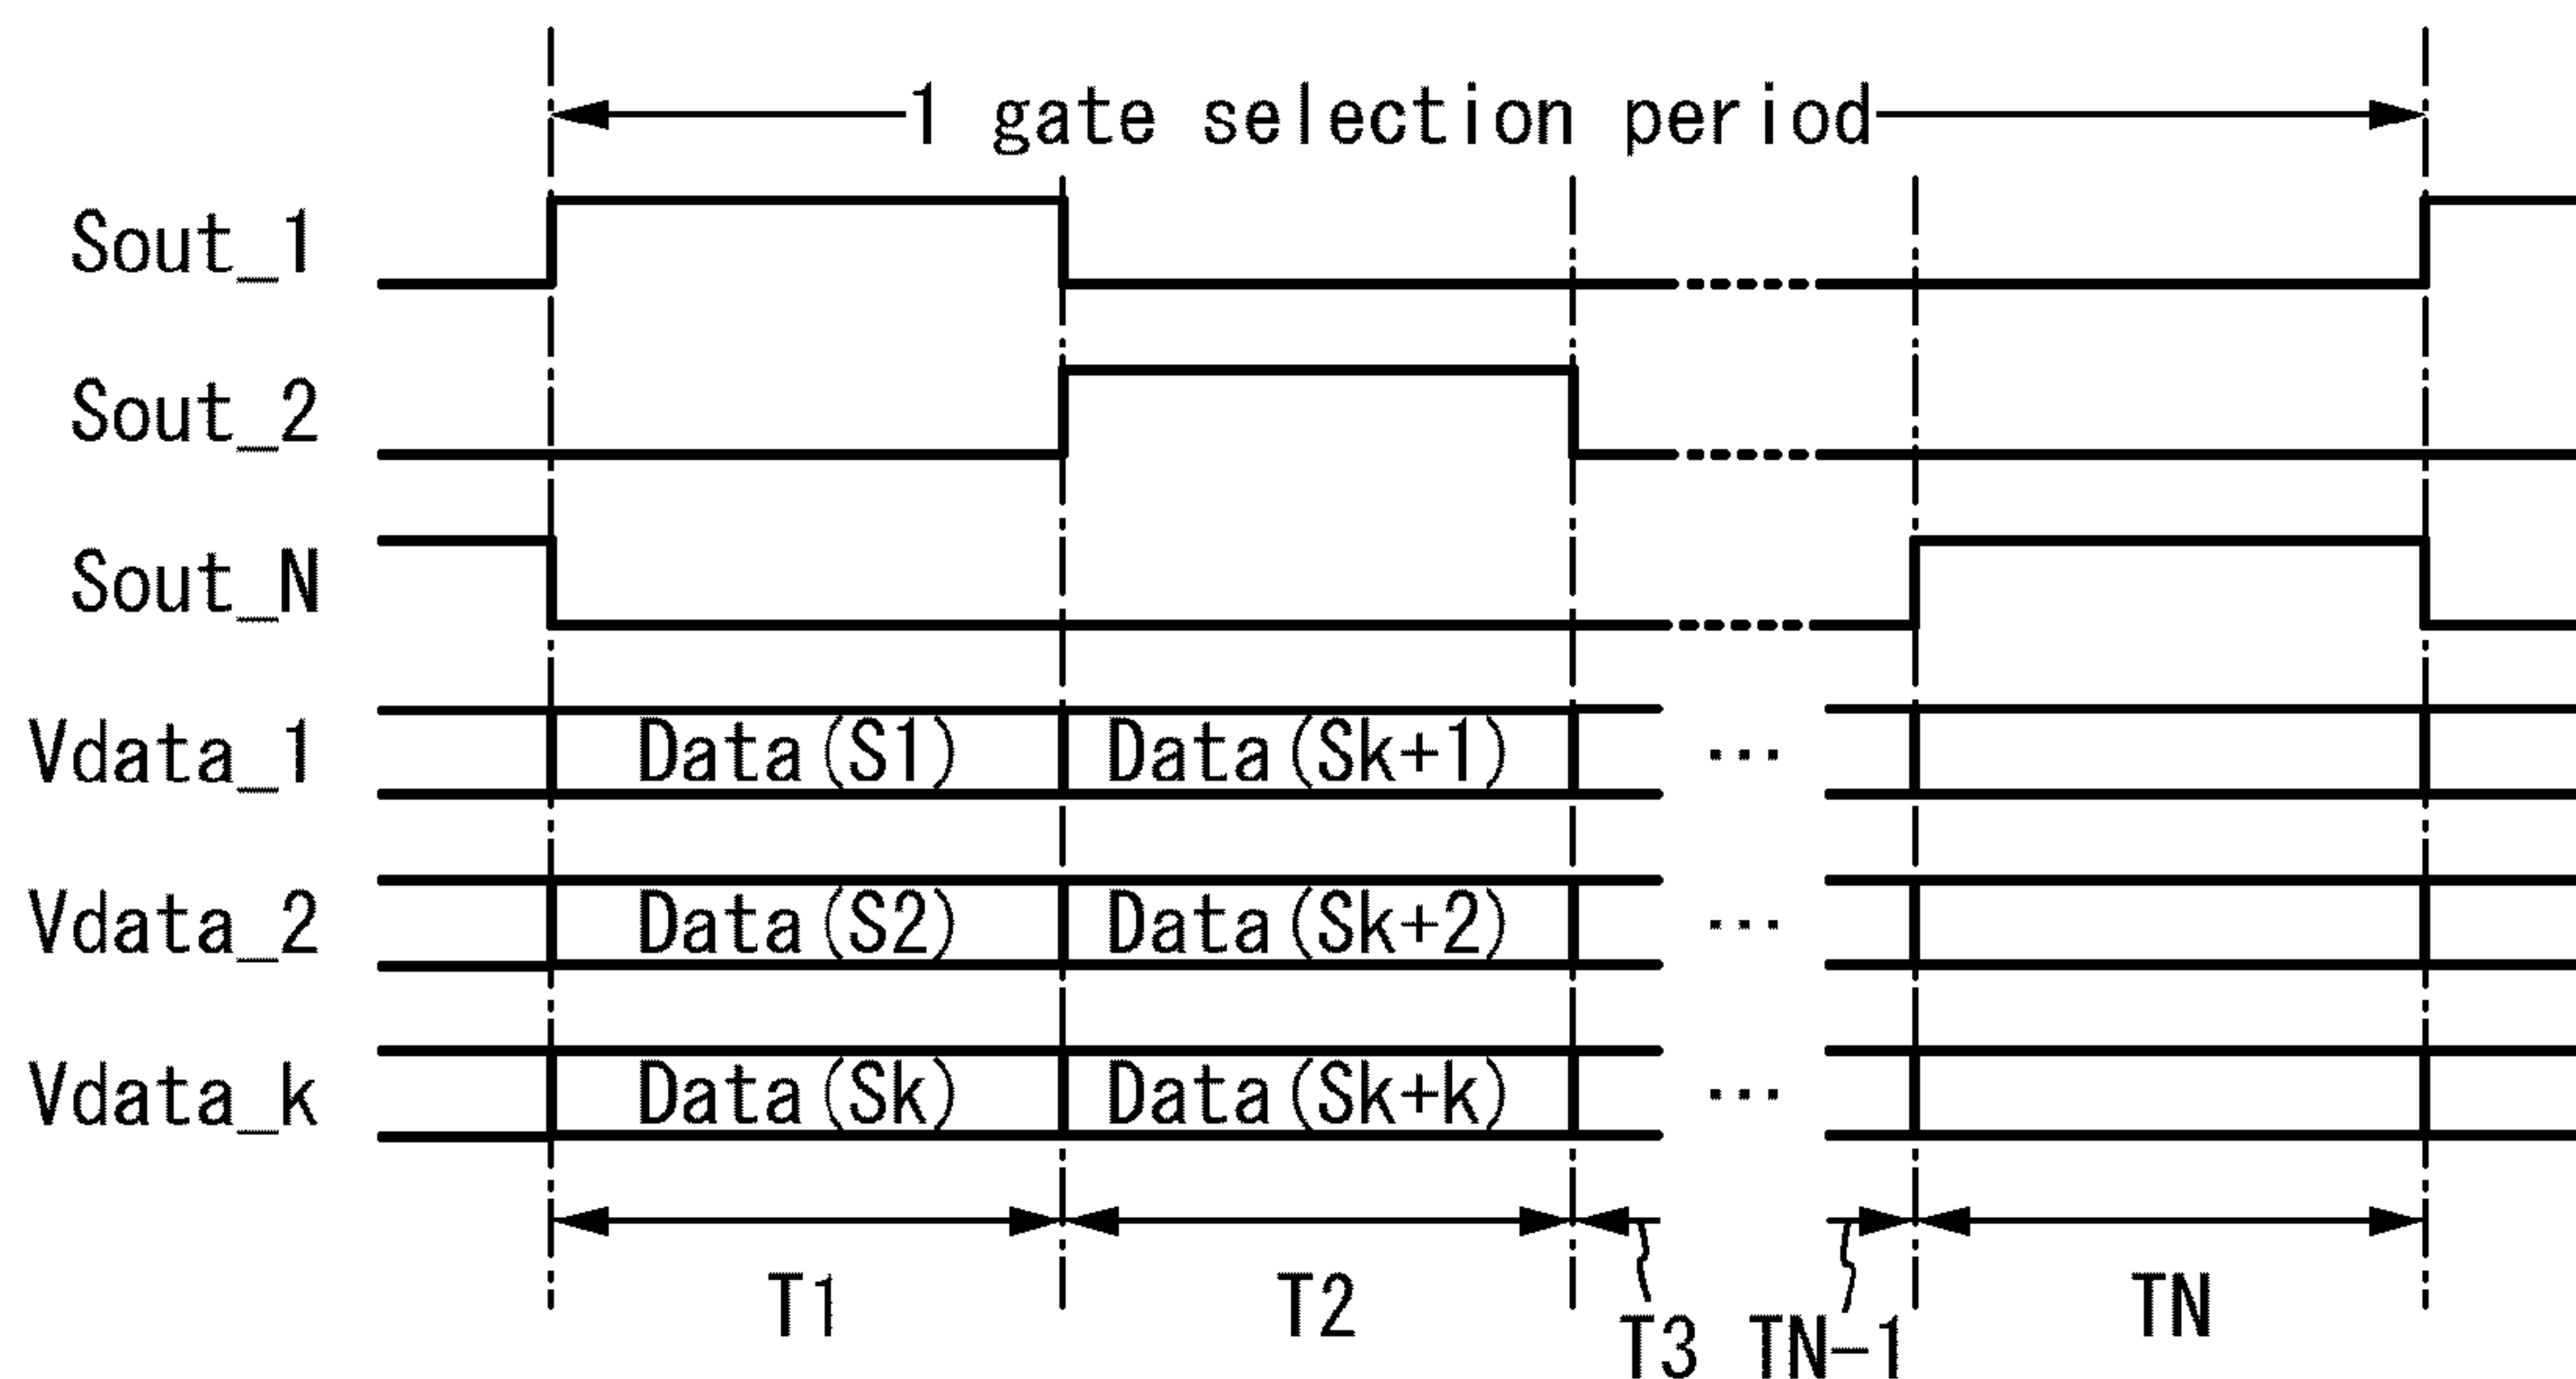 1 gate selection period
Sout_1
Sout_2
Sout_N
Vdata_1 Data(S1) Data(Sk+1) ...
Vdata_2 Data(S2) Data(Sk+2) ...
Vdata_k Data(Sk) Data(Sk+k) ...
T1 T2 T3 TN-1 TN